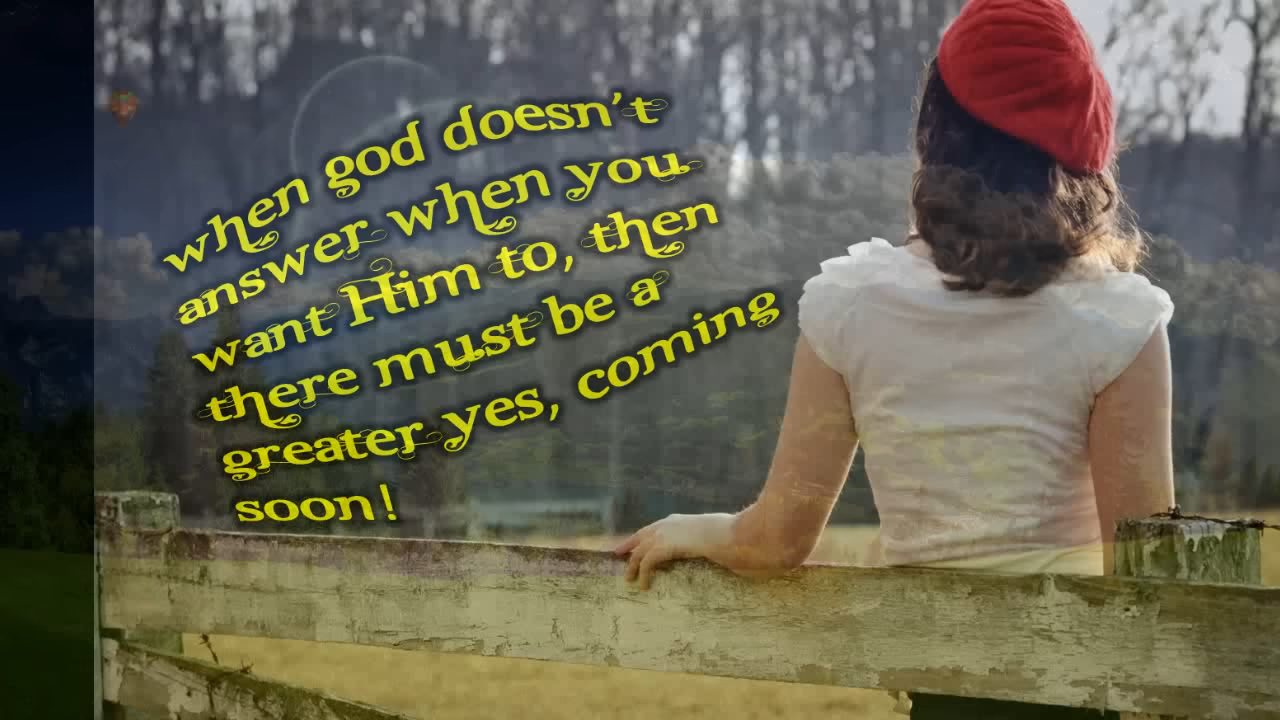 when god doesn't
answer when you
want Him to, then
there must be a
greater yes, coming
soon!